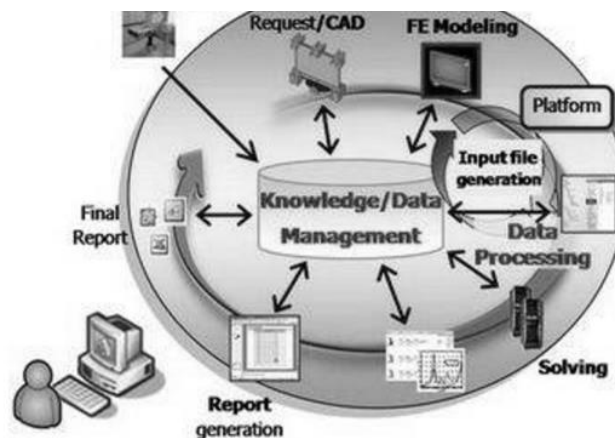 Request/CAD
FE Modeling
Platform
Input file
generation
Knowledge/Data
Management
Final
Report
Data
Processing
Solving
Report
generation